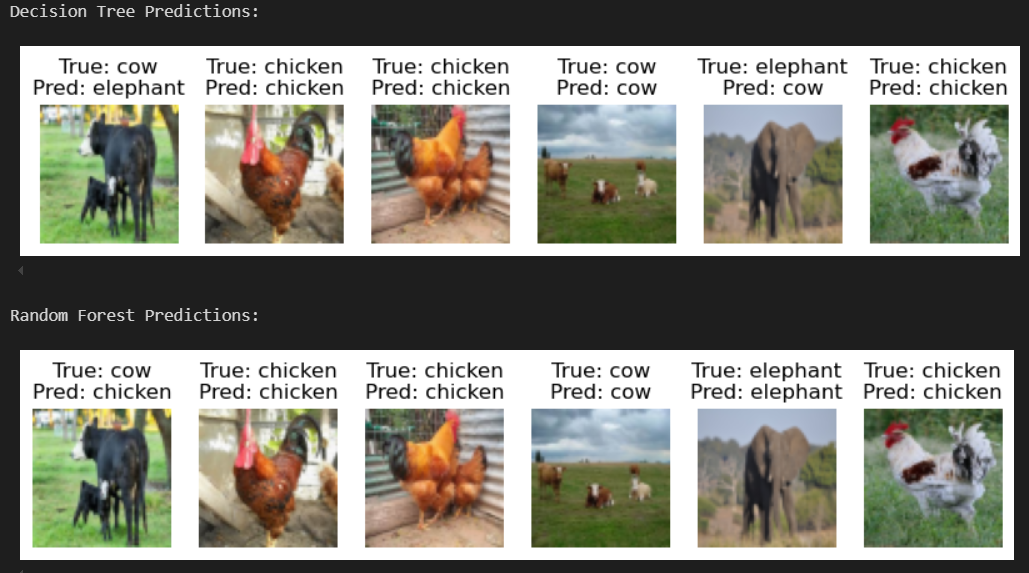 Decision Tree Predictions:
True: cow True: chicken True: chicken True: cow True: elephant True: chicken
Pred: elephant Pred: chicken Pred: chicken Pred: cow Pred: cow Pred: chicken
Random Forest Predictions:
True: cow True: chicken True: chicken True: cow True: elephant True: chicken
Pred: chicken Pred: chicken Pred: chicken Pred: cow Pred: elephant Pred: chicken